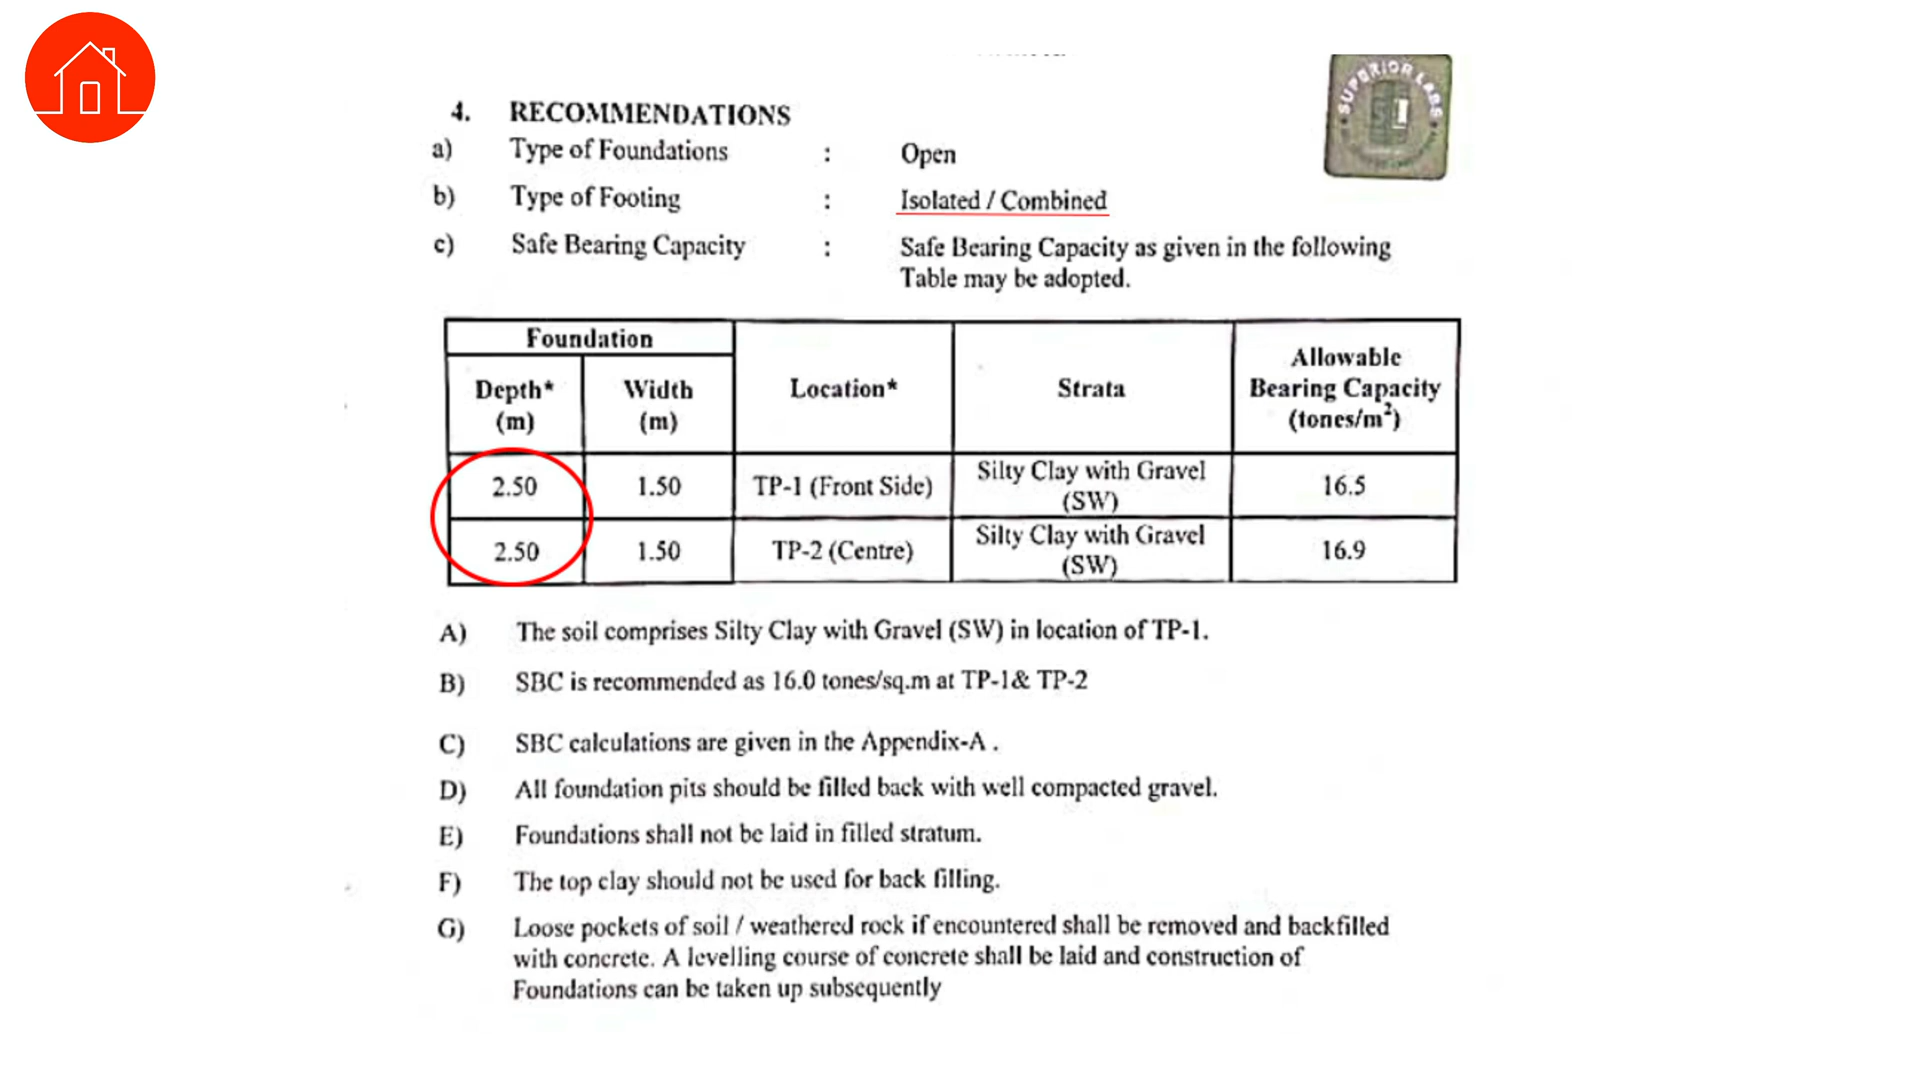 SUPERIOR LABS
4. RECOMMENDATIONS
a) Type of Foundations : Open
b) Type of Footing : Isolated / Combined
c) Safe Bearing Capacity : Safe Bearing Capacity as given in the following
Table may be adopted.
Foundation
Depth* (m) Width (m) Location* Strata Allowable Bearing Capacity (tones/m²)
2.50 1.50 TP-1 (Front Side) Silty Clay with Gravel (SW) 16.5
2.50 1.50 TP-2 (Centre) Silty Clay with Gravel (SW) 16.9
A) The soil comprises Silty Clay with Gravel (SW) in location of TP-1.
B) SBC is recommended as 16.0 tones/sq.m at TP-1& TP-2
C) SBC calculations are given in the Appendix-A .
D) All foundation pits should be filled back with well compacted gravel.
E) Foundations shall not be laid in filled stratum.
F) The top clay should not be used for back filling.
G) Loose pockets of soil / weathered rock if encountered shall be removed and backfilled
with concrete. A levelling course of concrete shall be laid and construction of
Foundations can be taken up subsequently